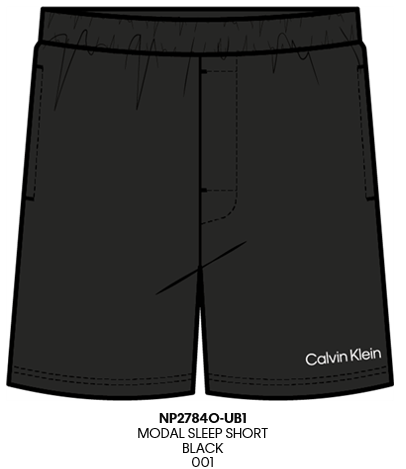 Calvin Klein
NP2784O-UB1
MODAL SLEEP SHORT
BLACK
001